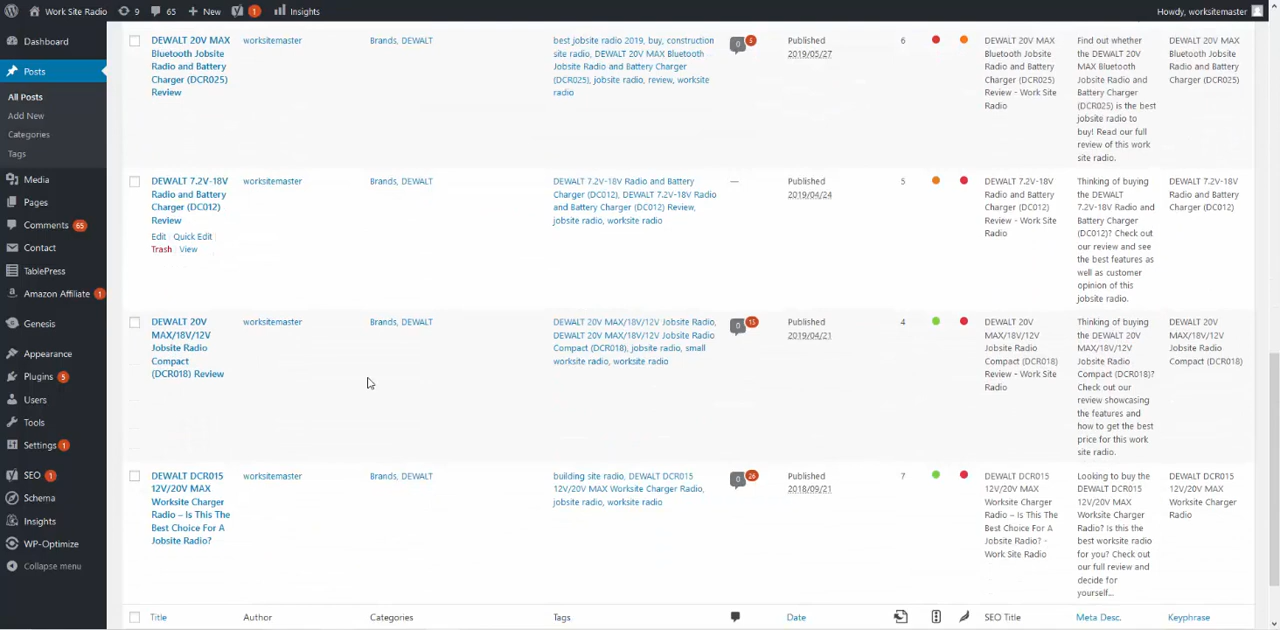 Work Site Radio 9 65 New 1 Insights Howdy, worksitemaster
Dashboard
Posts
All Posts
Add New
Categories
Tags
Media
Pages
Comments 65
Contact
TablePress
Amazon Affiliate 1
Genesis
Appearance
Plugins 5
Users
Tools
Settings 1
SEO 1
Schema
Insights
WP-Optimize
Collapse menu
DEWALT 20V MAX
Bluetooth Jobsite
Radio and Battery
Charger (DCR025)
Review
worksitemaster
Brands, DEWALT
best jobsite radio 2019, buy, construction
site radio, DEWALT 20V MAX Bluetooth
Jobsite Radio and Battery Charger
(DCR025), jobsite radio, review, worksite
radio
0 5
Published
2019/05/27
6
DEWALT 20V MAX
Bluetooth Jobsite
Radio and Battery
Charger (DCR025)
Review - Work Site
Radio
Find out whether
the DEWALT 20V
MAX Bluetooth
Jobsite Radio and
Battery Charger
(DCR025) is the best
jobsite radio to
buy! Read our full
review of this work
site radio.
DEWALT 20V MAX
Bluetooth Jobsite
Radio and Battery
Charger (DCR025)
DEWALT 7.2V-18V
Radio and Battery
Charger (DC012)
Review
Edit Quick Edit
Trash View
worksitemaster
Brands, DEWALT
DEWALT 7.2V-18V Radio and Battery
Charger (DC012), DEWALT 7.2V-18V Radio
and Battery Charger (DC012) Review,
jobsite radio, worksite radio
—
Published
2019/04/24
5
DEWALT 7.2V-18V
Radio and Battery
Charger (DC012)
Review - Work Site
Radio
Thinking of buying
the DEWALT
7.2V-18V Radio and
Battery Charger
(DC012)? Check out
our review and see
the best features as
well as customer
opinion of this
jobsite radio.
DEWALT 7.2V-18V
Radio and Battery
Charger (DC012)
DEWALT 20V
MAX/18V/12V
Jobsite Radio
Compact
(DCR018) Review
worksitemaster
Brands, DEWALT
DEWALT 20V MAX/18V/12V Jobsite Radio,
DEWALT 20V MAX/18V/12V Jobsite Radio
Compact (DCR018), jobsite radio, small
worksite radio, worksite radio
0 15
Published
2019/04/21
4
DEWALT 20V
MAX/18V/12V
Jobsite Radio
Compact (DCR018)
Review - Work Site
Radio
Thinking of buying
the DEWALT 20V
MAX/18V/12V
Jobsite Radio
Compact (DCR018)?
Check out our
review showcasing
the features and
how to get the best
price for this work
site radio.
DEWALT 20V
MAX/18V/12V
Jobsite Radio
Compact (DCR018)
DEWALT DCR015
12V/20V MAX
Worksite Charger
Radio – Is This The
Best Choice For A
Jobsite Radio?
worksitemaster
Brands, DEWALT
building site radio, DEWALT DCR015
12V/20V MAX Worksite Charger Radio,
jobsite radio, worksite radio
0 26
Published
2018/09/21
7
DEWALT DCR015
12V/20V MAX
Worksite Charger
Radio – Is This The
Best Choice For A
Jobsite Radio? -
Work Site Radio
Looking to buy the
DEWALT DCR015
12V/20V MAX
Worksite Charger
Radio? Is this the
best worksite radio
for you? Check out
our full review and
decide for
yourself...
DEWALT DCR015
12V/20V MAX
Worksite Charger
Radio
Title Author Categories Tags Date SEO Title Meta Desc. Keyphrase